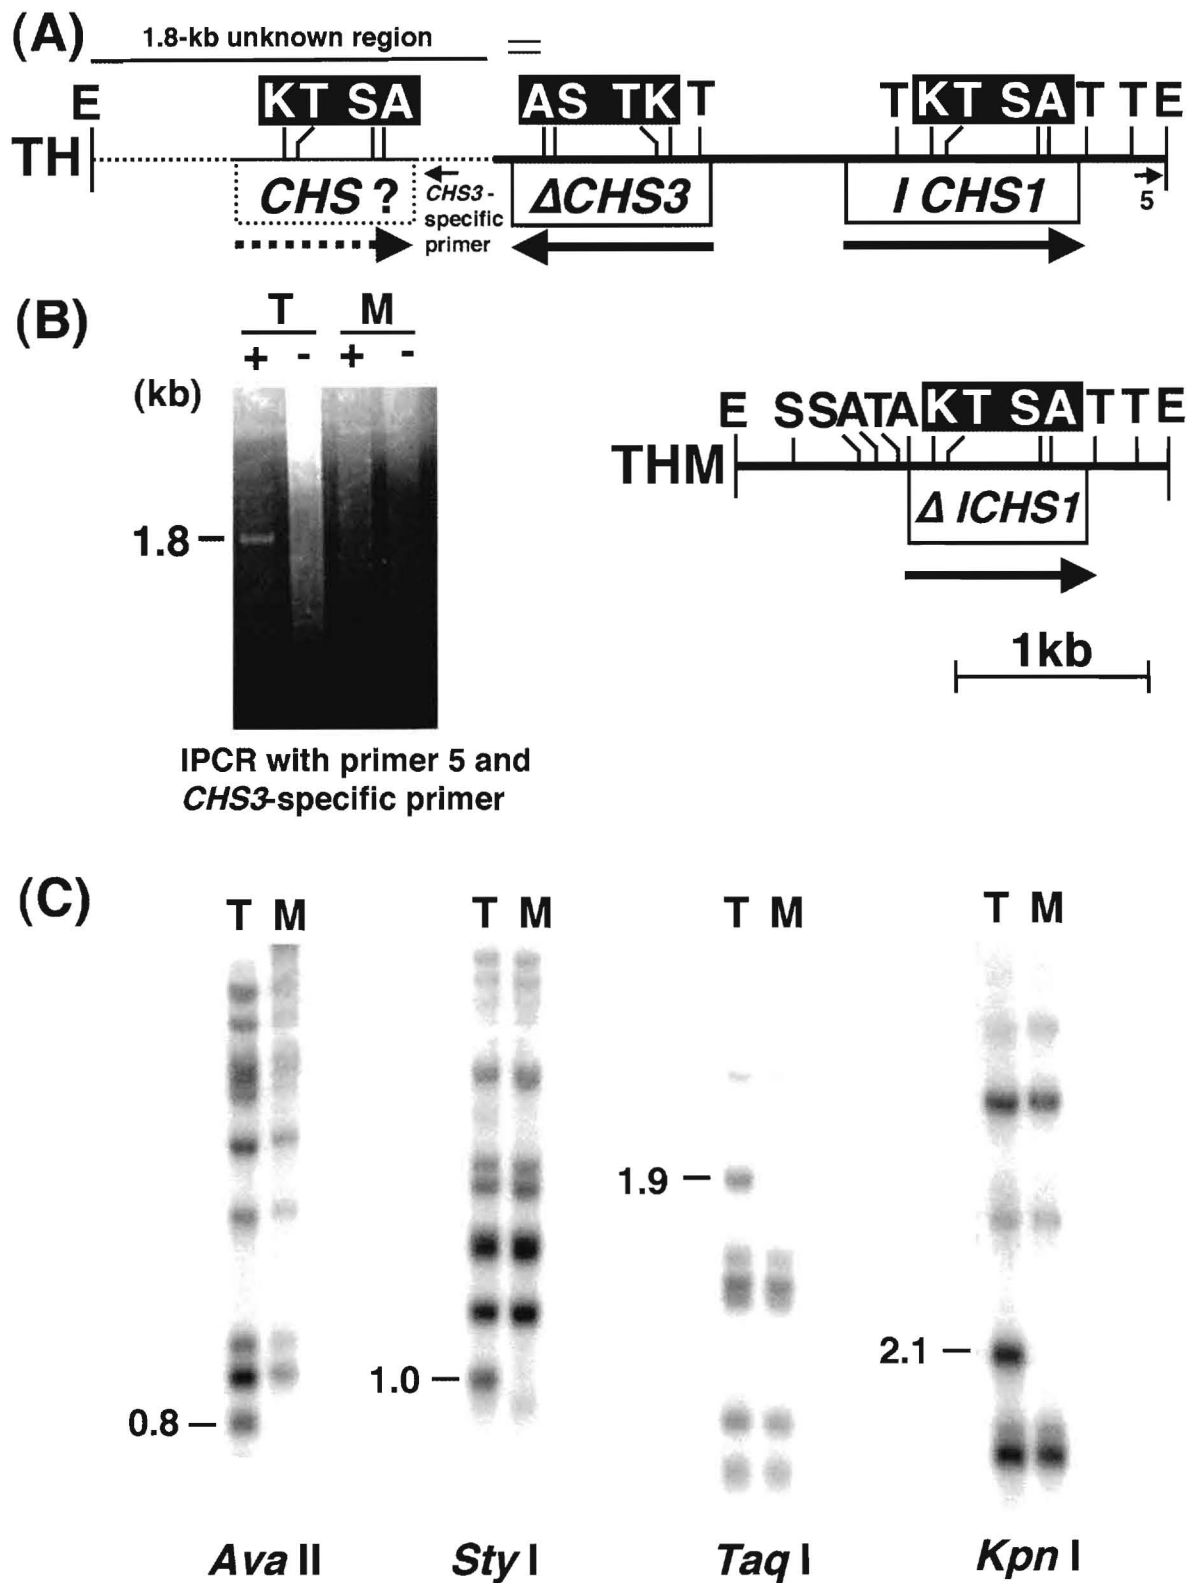 (A)
1.8-kb unknown region
E KT SA AS TK T T KT SA T T E
TH
CHS ?
CHS3-
specific
primer
ΔCHS3
I CHS1
5
(B)
T M
+ - + -
(kb)
1.8
IPCR with primer 5 and
CHS3-specific primer
E S SATA KT SA T T E
THM
Δ ICHS1
1kb
(C)
T M T M T M T M
1.9
2.1
1.0
0.8
Ava II Sty I Taq I Kpn I